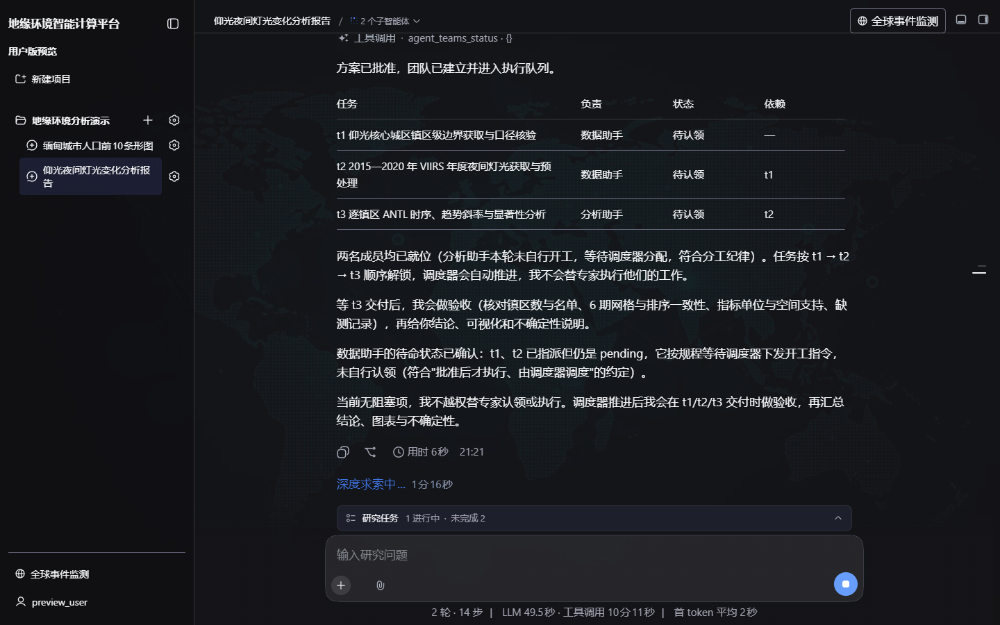 地缘环境智能计算平台
用户版预览
新建项目
地缘环境分析演示
缅甸城市人口前10条形图
仰光夜间灯光变化分析报
告
全球事件监测
preview_user
仰光夜间灯光变化分析报告 / 2 个子智能体
全球事件监测
工具调用 · agent_teams_status · {}
方案已批准，团队已建立并进入执行队列。
任务 负责 状态 依赖
t1 仰光核心城区镇区级边界获取与口径核验 数据助手 待认领 —
t2 2015—2020 年 VIIRS 年度夜间灯光获取与预
处理 数据助手 待认领 t1
t3 逐镇区 ANTL 时序、趋势斜率与显著性分析 分析助手 待认领 t2
两名成员均已就位（分析助手本轮未自行开工，等待调度器分配，符合分工纪律）。任务按 t1 → t2
→ t3 顺序解锁，调度器会自动推进，我不会替专家执行他们的工作。
等 t3 交付后，我会做验收（核对镇区数与名单、6 期网格与排序一致性、指标单位与空间支持、缺
测记录），再给你结论、可视化和不确定性说明。
数据助手的待命状态已确认：t1、t2 已指派但仍是 pending，它按规程等待调度器下发开工指令，
未自行认领（符合"批准后才执行、由调度器调度"的约定）。
当前无阻塞项，我不越权替专家认领或执行。调度器推进后我会在 t1/t2/t3 交付时做验收，再汇总
结论、图表与不确定性。
用时 6秒 21:21
深度求索中... 1分16秒
研究任务 1 进行中 · 未完成 2
输入研究问题
2 轮 · 14 步 | LLM 49.5秒 · 工具调用 10分11秒 | 首 token 平均 2秒